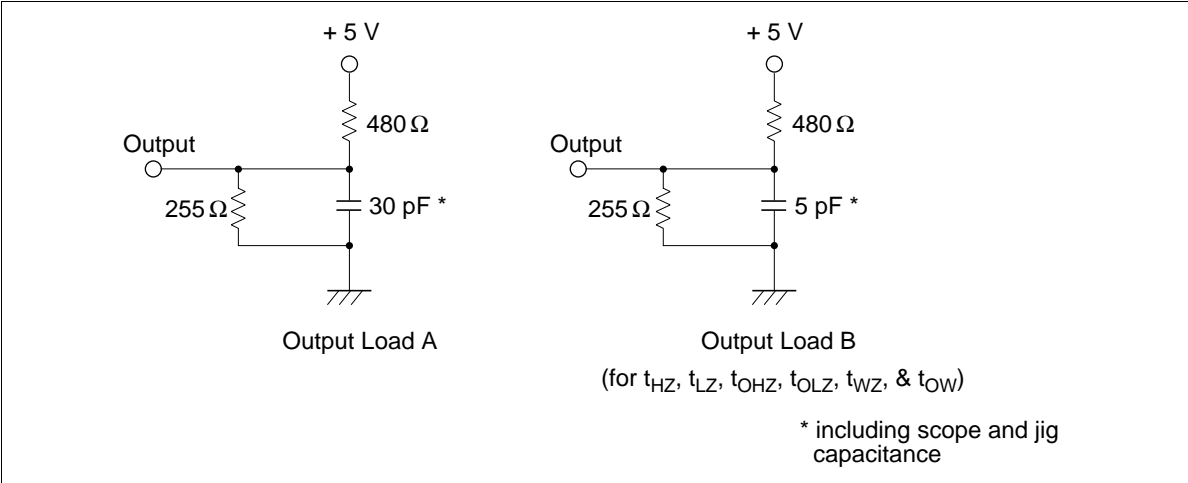 + 5 V
480 Ω
Output
255 Ω
30 pF *
Output Load A
+ 5 V
480 Ω
Output
255 Ω
5 pF *
Output Load B
(for tHZ, tLZ, tOHZ, tOLZ, tWZ, & tOW)
* including scope and jig
capacitance